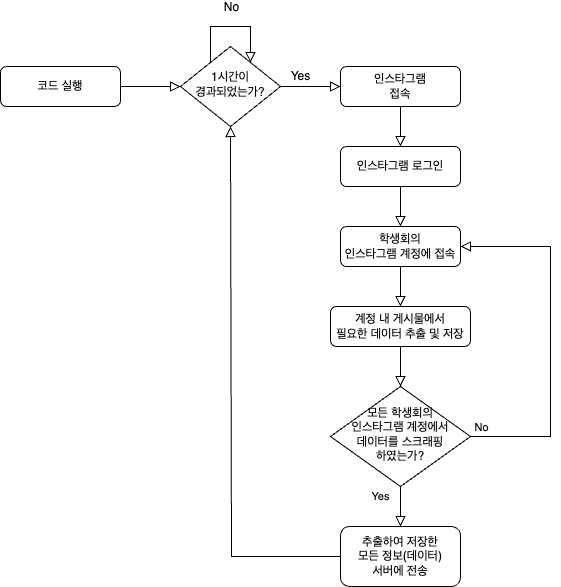 No
코드 실행
1시간이
경과되었는가?
Yes
인스타그램
접속
인스타그램 로그인
학생회의
인스타그램 계정에 접속
계정 내 게시물에서
필요한 데이터 추출 및 저장
모든 학생회의
인스타그램 계정에서
데이터를 스크래핑
하였는가?
No
Yes
추출하여 저장한
모든 정보(데이터)
서버에 전송